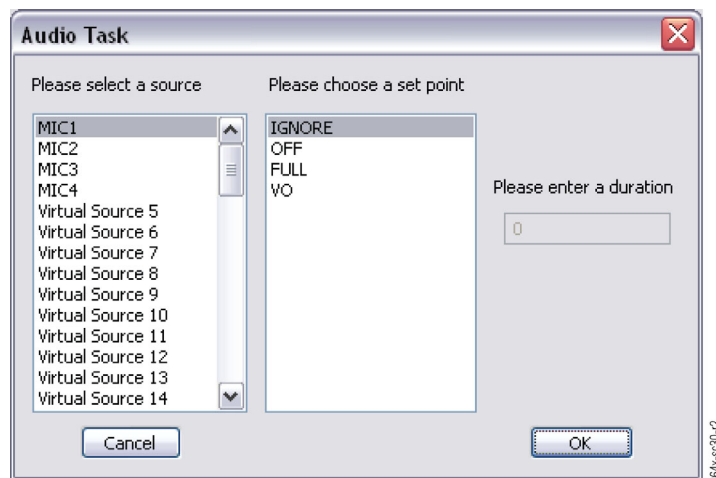 Audio Task
Please select a source
MIC1
MIC2
MIC3
MIC4
Virtual Source 5
Virtual Source 6
Virtual Source 7
Virtual Source 8
Virtual Source 9
Virtual Source 10
Virtual Source 11
Virtual Source 12
Virtual Source 13
Virtual Source 14
Please choose a set point
IGNORE
OFF
FULL
VO
Please enter a duration
0
Cancel
OK